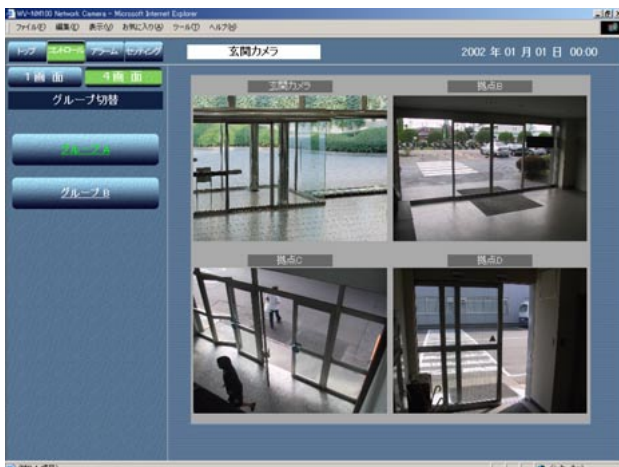 WV-NM100 Network Camera - Microsoft Internet Explorer
ファイル(F) 編集(E) 表示(V) お気に入り(A) ツール(T) ヘルプ(H)
トップ コントロール アラーム セッティング 玄関カメラ 2002 年 01 月 01 日 00:00
1画 面 4画 面
グループ切替
玄関カメラ 拠点B
グループ A
グループ B
拠点C 拠点D